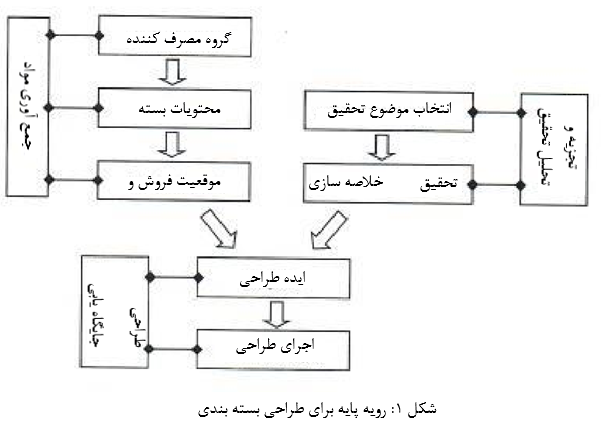 گروه مصرف کننده
محتویات بسته
موقعیت فروش و
جمع آوری مواد
انتخاب موضوع تحقیق
تحقیق خلاصه سازی
تجزیه و
تحلیل تحقیق
ایده طراحی
اجرای طراحی
طراحی
جایگاه یابی
شکل ۱: رویه پایه برای طراحی بسته بندی